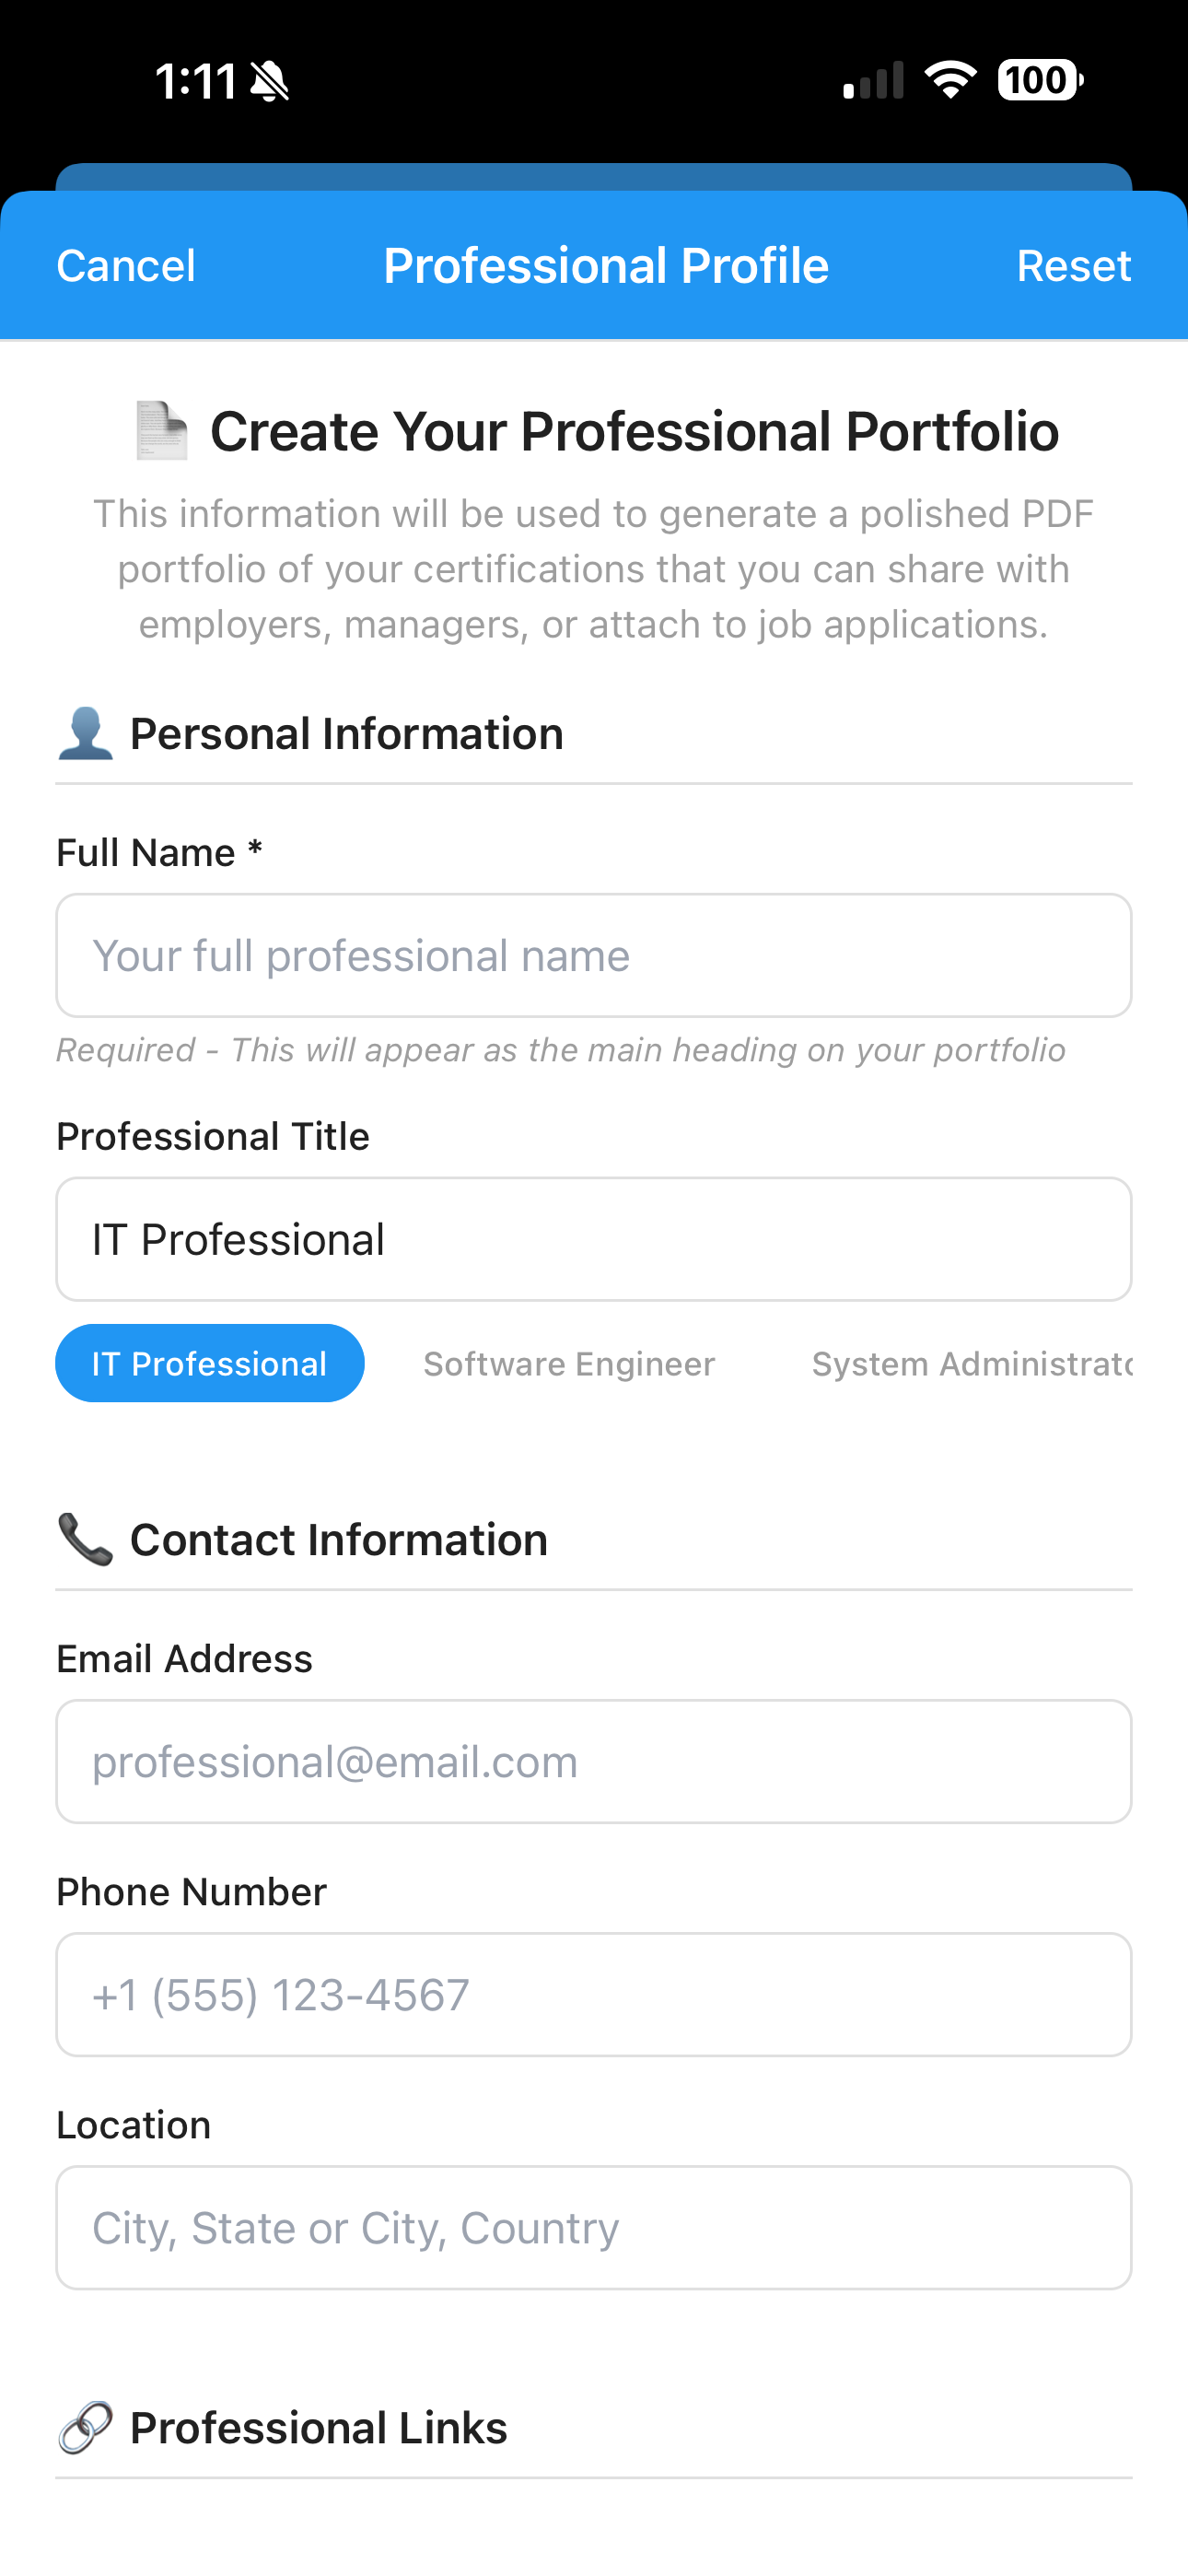 1:11
100
Cancel
Professional Profile
Reset
Create Your Professional Portfolio
This information will be used to generate a polished PDF
portfolio of your certifications that you can share with
employers, managers, or attach to job applications.
Personal Information
Full Name *
Your full professional name
Required - This will appear as the main heading on your portfolio
Professional Title
IT Professional
IT Professional
Software Engineer
System Administrato
Contact Information
Email Address
professional@email.com
Phone Number
+1 (555) 123-4567
Location
City, State or City, Country
Professional Links